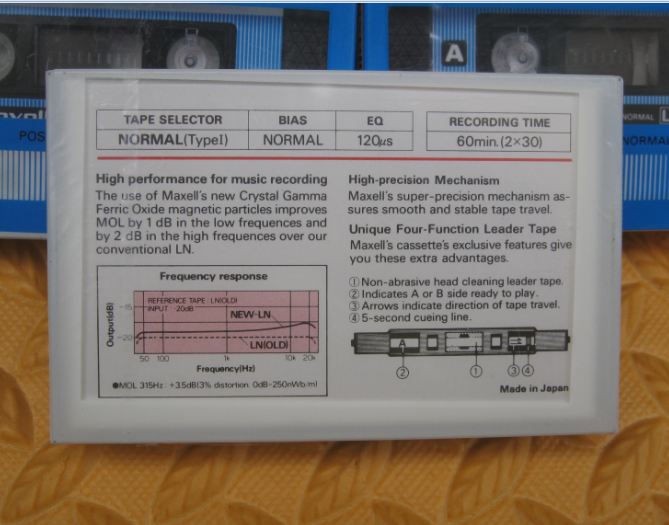 A
POS
NORMAL
NORMAL
TAPE SELECTOR BIAS EQ RECORDING TIME
NORMAL(TypeI) NORMAL 120μs 60min.(2×30)
High performance for music recording
The use of Maxell's new Crystal Gamma
Ferric Oxide magnetic particles improves
MOL by 1 dB in the low frequences and
by 2 dB in the high frequences over our
conventional LN.
Frequency response
REFERENCE TAPE : LN(OLD)
INPUT : -20dB
NEW-LN
LN(OLD)
Output(dB)
-15
-20
50 100 1k 10k 20k
Frequency(Hz)
●MOL 315Hz : +3.5dB(3% distortion. 0dB-250nWb/m)
High-precision Mechanism
Maxell's super-precision mechanism as-
sures smooth and stable tape travel.
Unique Four-Function Leader Tape
Maxell's cassette's exclusive features give
you these extra advantages.
①Non-abrasive head cleaning leader tape.
②Indicates A or B side ready to play.
③Arrows indicate direction of tape travel.
④5-second cueing line.
A
② ① ③ ④
Made in Japan